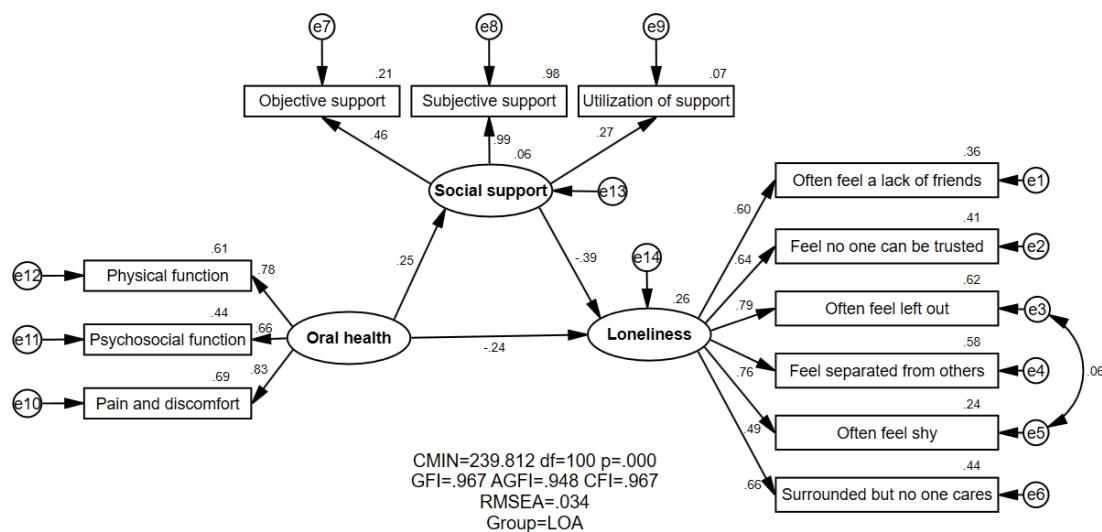 e7
e8
e9
.21
.98
.07
Objective support
Subjective support
Utilization of support
.46
.99
.27
.06
Social support
e13
.36
Often feel a lack of friends
e1
.60
.41
Feel no one can be trusted
e2
.64
.61
e12
Physical function
.78
.25
-.39
e14
.26
.79
.62
Often feel left out
e3
.44
e11
Psychosocial function
.66
Oral health
-.24
Loneliness
.58
Feel separated from others
e4
.76
.06
.69
e10
Pain and discomfort
.83
.24
Often feel shy
e5
.49
.44
Surrounded but no one cares
e6
.66
CMIN=239.812 df=100 p=.000
GFI=.967 AGFI=.948 CFI=.967
RMSEA=.034
Group=LOA